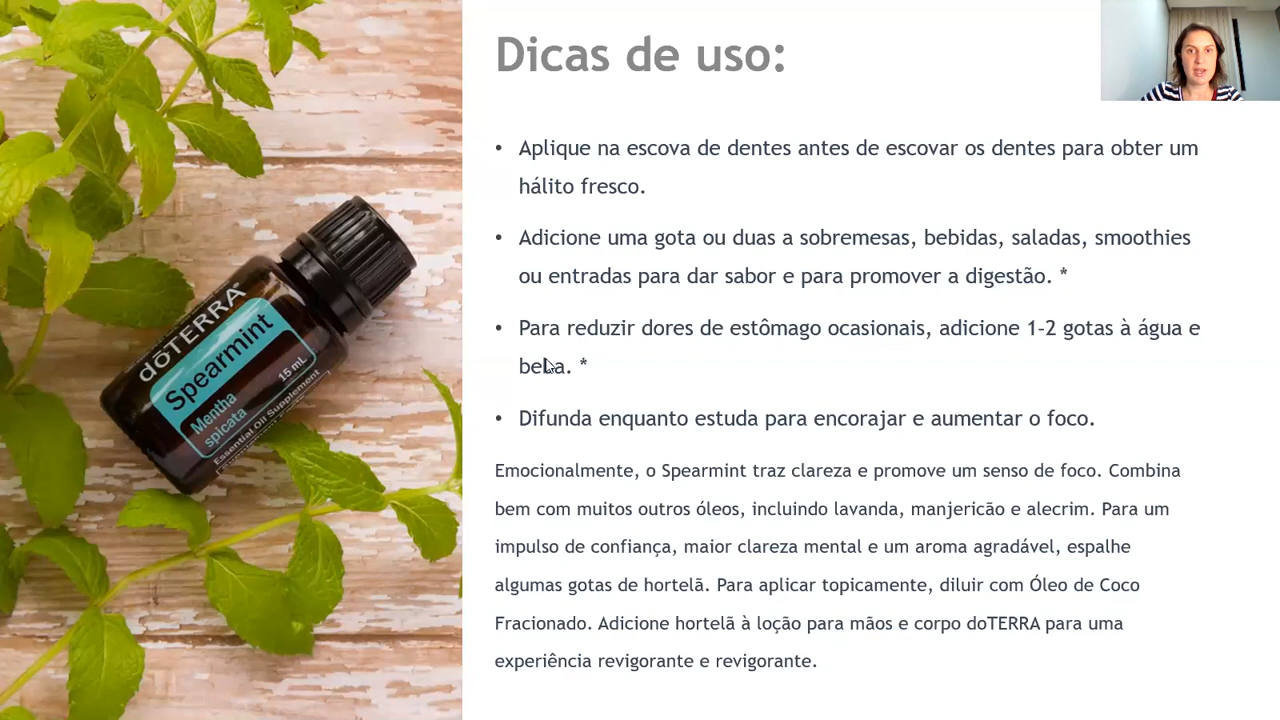 Dicas de uso:
• Aplique na escova de dentes antes de escovar os dentes para obter um
hálito fresco.
• Adicione uma gota ou duas a sobremesas, bebidas, saladas, smoothies
ou entradas para dar sabor e para promover a digestão. *
• Para reduzir dores de estômago ocasionais, adicione 1-2 gotas à água e
beba. *
• Difunda enquanto estuda para encorajar e aumentar o foco.
Emocionalmente, o Spearmint traz clareza e promove um senso de foco. Combina
bem com muitos outros óleos, incluindo lavanda, manjericão e alecrim. Para um
impulso de confiança, maior clareza mental e um aroma agradável, espalhe
algumas gotas de hortelã. Para aplicar topicamente, diluir com Óleo de Coco
Fracionado. Adicione hortelã à loção para mãos e corpo doTERRA para uma
experiência revigorante e revigorante.
dōTERRA
Spearmint
Mentha
spicata
15 mL
Essential Oil Supplement